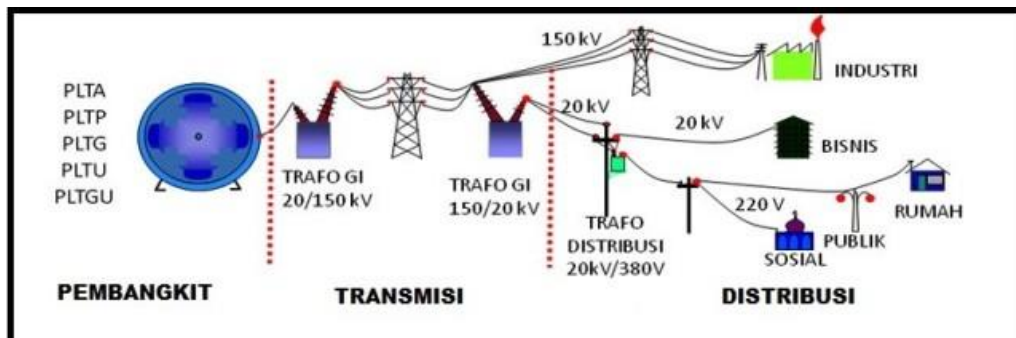 PLTA
PLTP
PLTG
PLTU
PLTGU
TRAFO GI
20/150 kV
TRAFO GI
150/20 kV
150 kV
INDUSTRI
20 kV
20 kV
BISNIS
TRAFO
DISTRIBUSI
20kV/380V
220 V
SOSIAL
PUBLIK
RUMAH
PEMBANGKIT
TRANSMISI
DISTRIBUSI